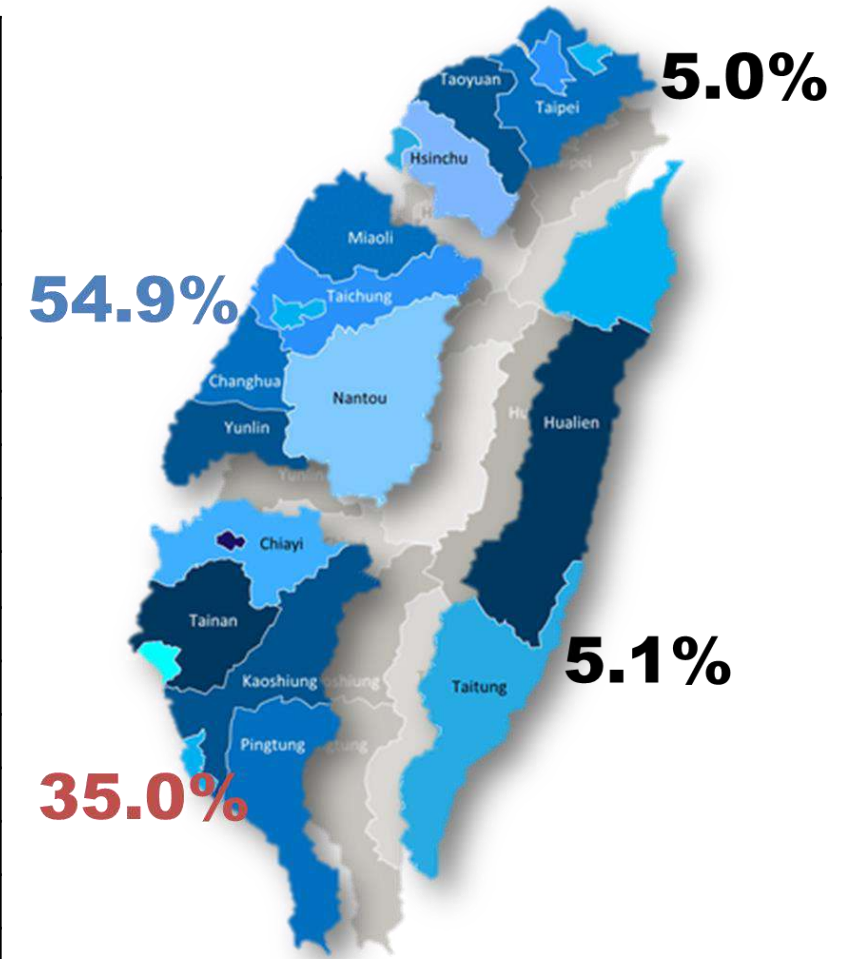 Taoyuan
5.0%
Taipei
Hsinchu
Miaoli
54.9%
Taichung
Changhua
Nantou
Yunlin
Hualien
Yunlin
Chiayi
Tainan
5.1%
Kaoshiung
Taitung
Pingtung
35.0%